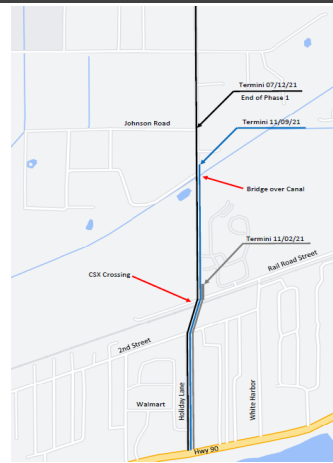 Termini 07/12/21
End of Phase 1
Johnson Road
Termini 11/09/21
Bridge over Canal
Termini 11/02/21
Rail Road Street
CSX Crossing
2nd Street
Walmart
Holiday Lane
White Harbor
Hwy 90